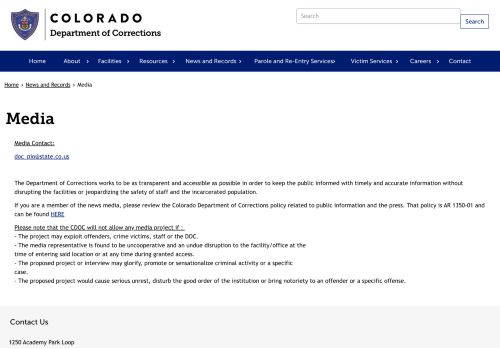 COLORADO
Department of Corrections
Search
Search
Home About Facilities Resources News and Records Parole and Re-Entry Services Victim Services Careers Contact
Home › News and Records › Media
Media
Media Contact:
doc_pio@state.co.us
The Department of Corrections works to be as transparent and accessible as possible in order to keep the public informed with timely and accurate information without
disrupting the facilities or jeopardizing the safety of staff and the incarcerated population.
If you are a member of the news media, please review the Colorado Department of Corrections policy related to public information and the press. That policy is AR 1350-01 and
can be found HERE
Please note that the CDOC will not allow any media project if :
- The project may exploit offenders, crime victims, staff or the DOC.
- The media representative is found to be uncooperative and an undue disruption to the facility/office at the
time of entering said location or at any time during granted access.
- The proposed project or interview may glorify, promote or sensationalize criminal activity or a specific
case.
- The proposed project would cause serious unrest, disturb the good order of the institution or bring notoriety to an offender or a specific offense.
Contact Us
1250 Academy Park Loop